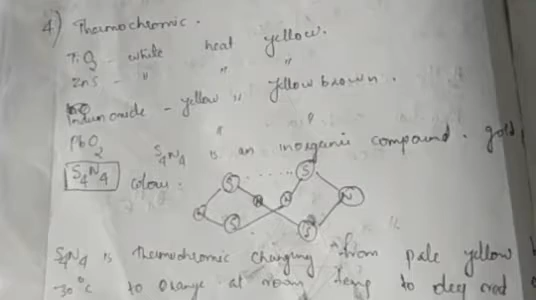 4) Thermochromic.
TiO2 - white heat yellow.
ZnS - " " "
Indium oxide - yellow " yellow brown.
PbO2 "
S4N4 is an inorganic compound. gold
S4N4 colour:
S S
N N N N
S S
S4N4 is thermochromic changing from pale yellow
-30°C to orange at room temp to deep red